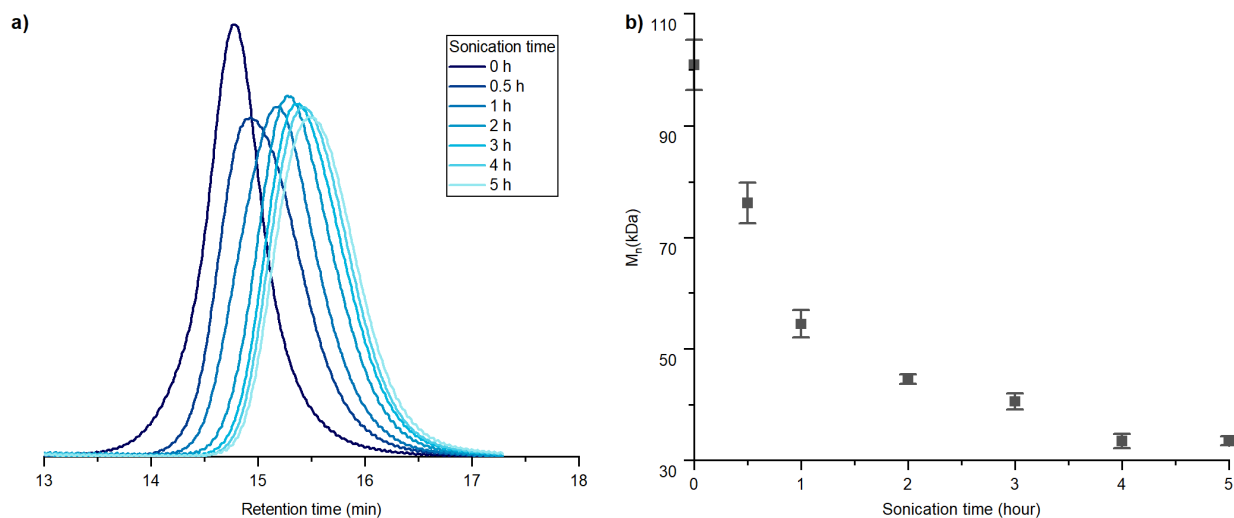 a)
Sonication time
0 h
0.5 h
1 h
2 h
3 h
4 h
5 h
13 14 15 16 17 18
Retention time (min)
b)
110
90
70
50
30
Mn(kDa)
0 1 2 3 4 5
Sonication time (hour)